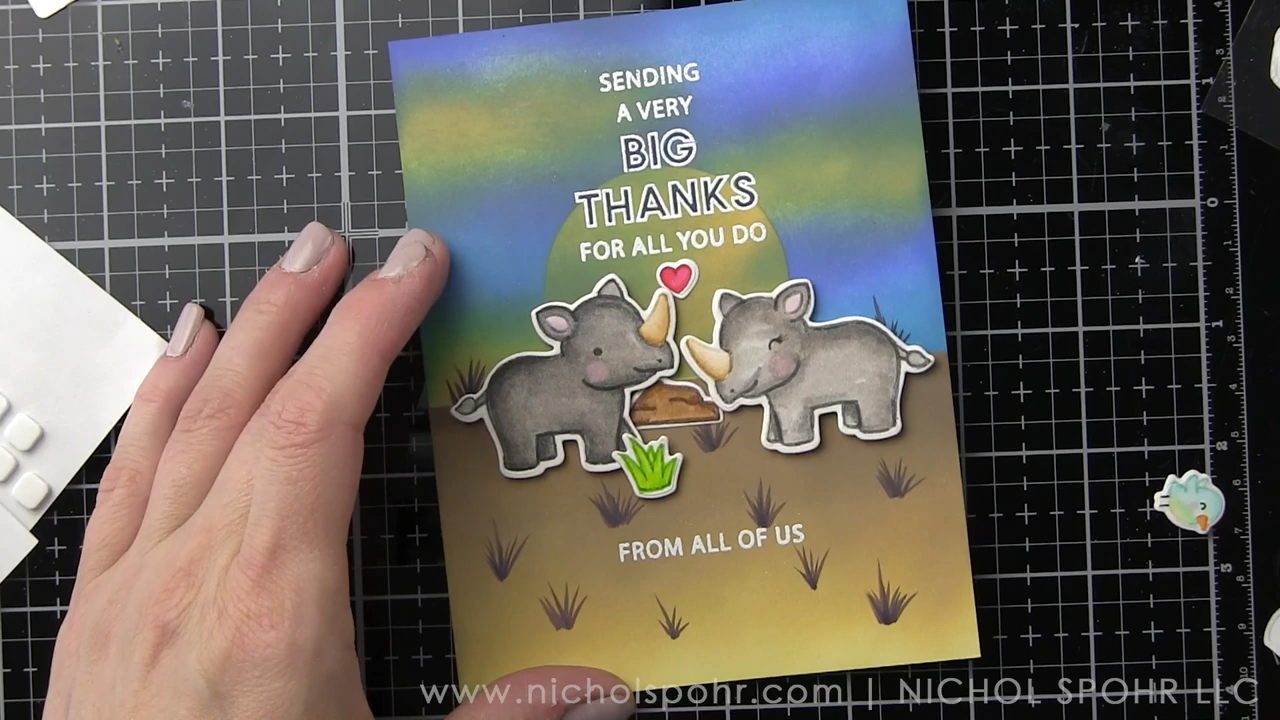 SENDING
A VERY
BIG
THANKS
FOR ALL YOU DO
FROM ALL OF US
www.nicholspohr.com | NICHOL SPOHR LLC